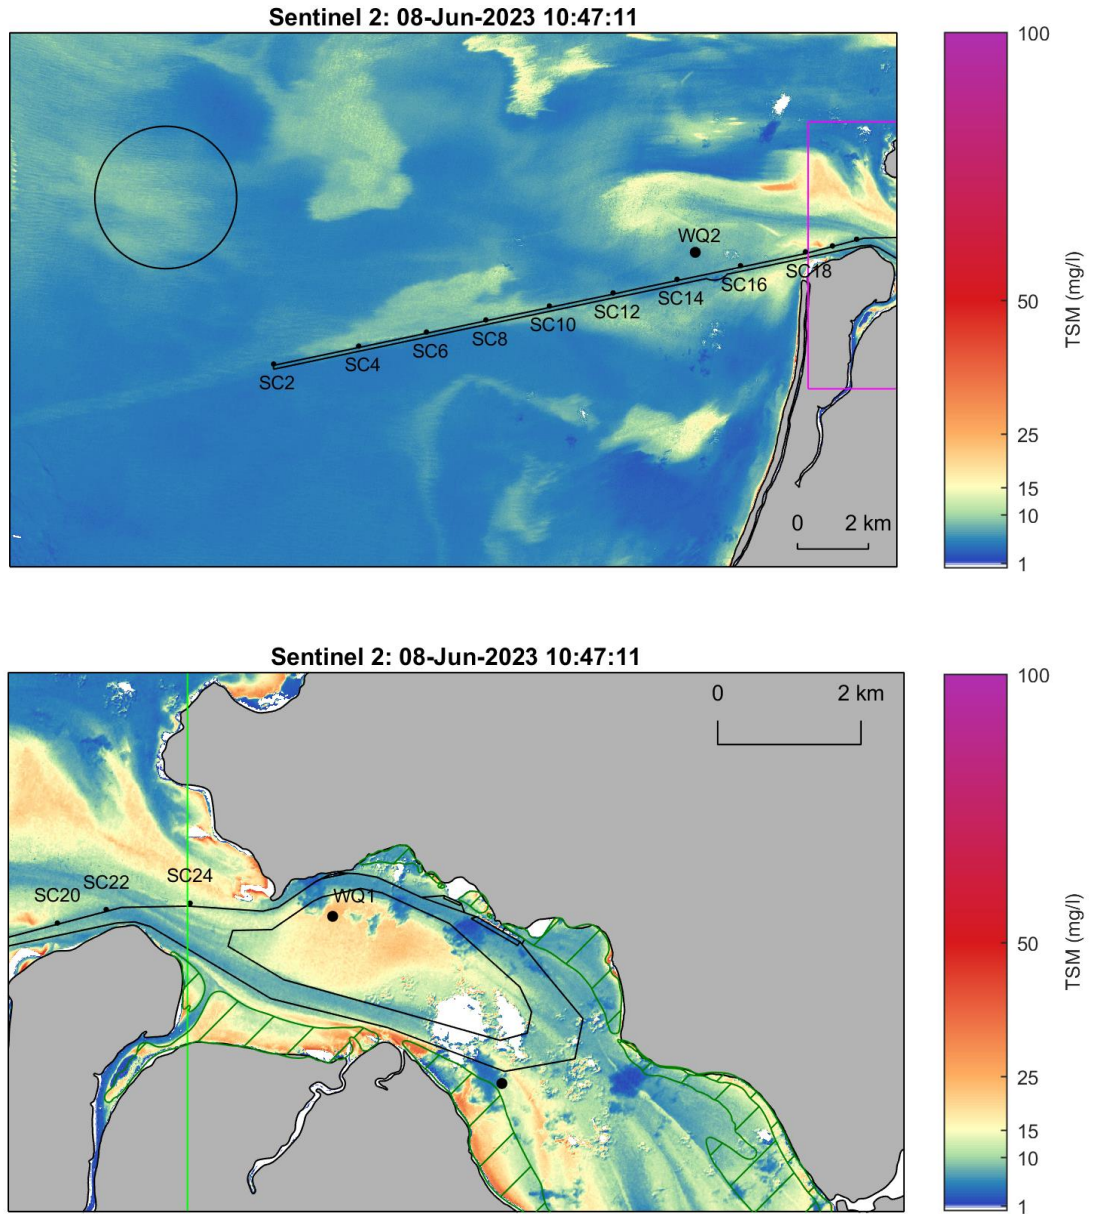 Sentinel 2: 08-Jun-2023 10:47:11
100
WQ2
SC18
SC16
SC14
SC12
SC10
SC8
SC6
SC4
SC2
50
TSM (mg/l)
25
15
10
1
0 2 km
Sentinel 2: 08-Jun-2023 10:47:11
0 2 km
100
SC24
SC22
SC20
WQ1
50
TSM (mg/l)
25
15
10
1